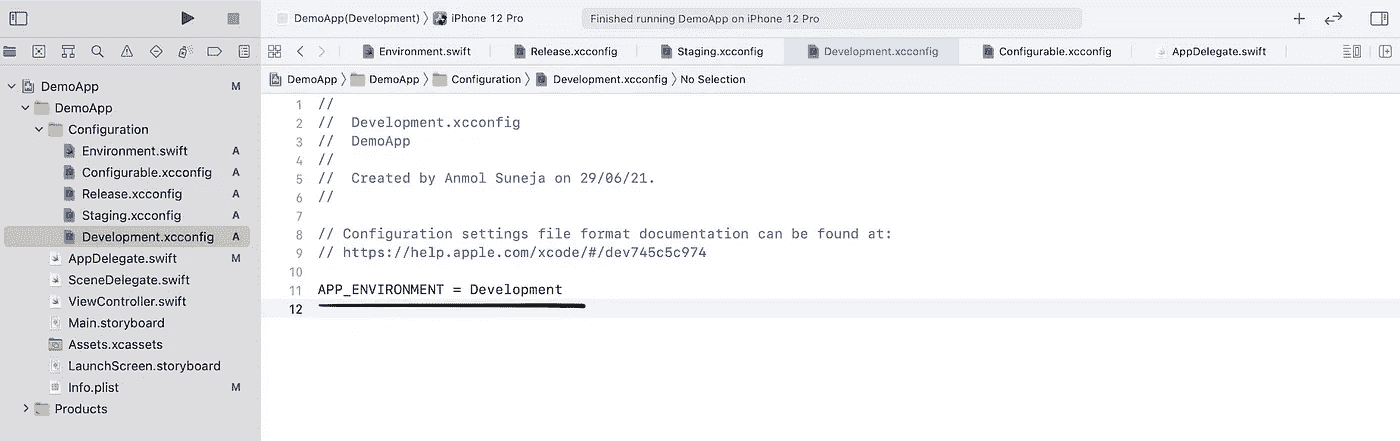 DemoApp(Development) iPhone 12 Pro
Finished running DemoApp on iPhone 12 Pro
Environment.swift
Release.xcconfig
Staging.xcconfig
Development.xcconfig
Configurable.xcconfig
AppDelegate.swift
DemoApp M
DemoApp
Configuration
Environment.swift A
Configurable.xcconfig A
Release.xcconfig A
Staging.xcconfig A
Development.xcconfig A
AppDelegate.swift M
SceneDelegate.swift
ViewController.swift
Main.storyboard
Assets.xcassets
LaunchScreen.storyboard
Info.plist M
Products
DemoApp DemoApp Configuration Development.xcconfig No Selection
1 //
2 // Development.xcconfig
3 // DemoApp
4 //
5 // Created by Anmol Suneja on 29/06/21.
6 //
7
8 // Configuration settings file format documentation can be found at:
9 // https://help.apple.com/xcode/#/dev745c5c974
10
11 APP_ENVIRONMENT = Development
12